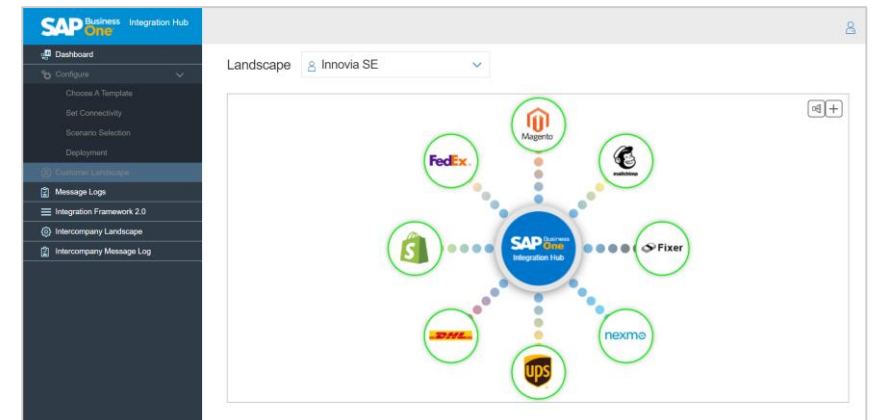 SAP Business One Integration Hub
Dashboard
Configure
Choose A Template
Set Connectivity
Scenario Selection
Deployment
Customer Landscape
Message Logs
Integration Framework 2.0
Intercompany Landscape
Intercompany Message Log
Landscape Innovia SE
Magento
FedEx.
mailchimp
SAP Business One
Integration Hub
Fixer
DHL
nexmo
ups